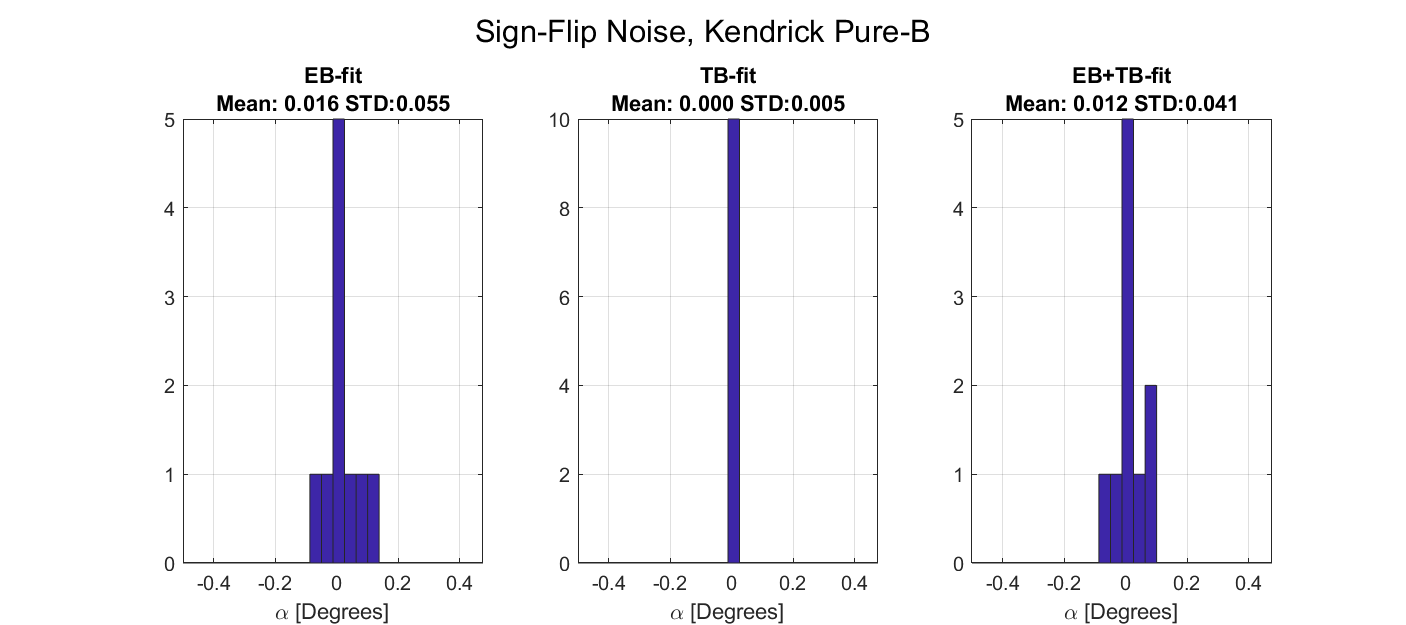 Sign-Flip Noise, Kendrick Pure-B
EB-fit
Mean: 0.016 STD:0.055
5
4
3
2
1
0
-0.4 -0.2 0 0.2 0.4
α [Degrees]
TB-fit
Mean: 0.000 STD:0.005
10
8
6
4
2
0
-0.4 -0.2 0 0.2 0.4
α [Degrees]
EB+TB-fit
Mean: 0.012 STD:0.041
5
4
3
2
1
0
-0.4 -0.2 0 0.2 0.4
α [Degrees]